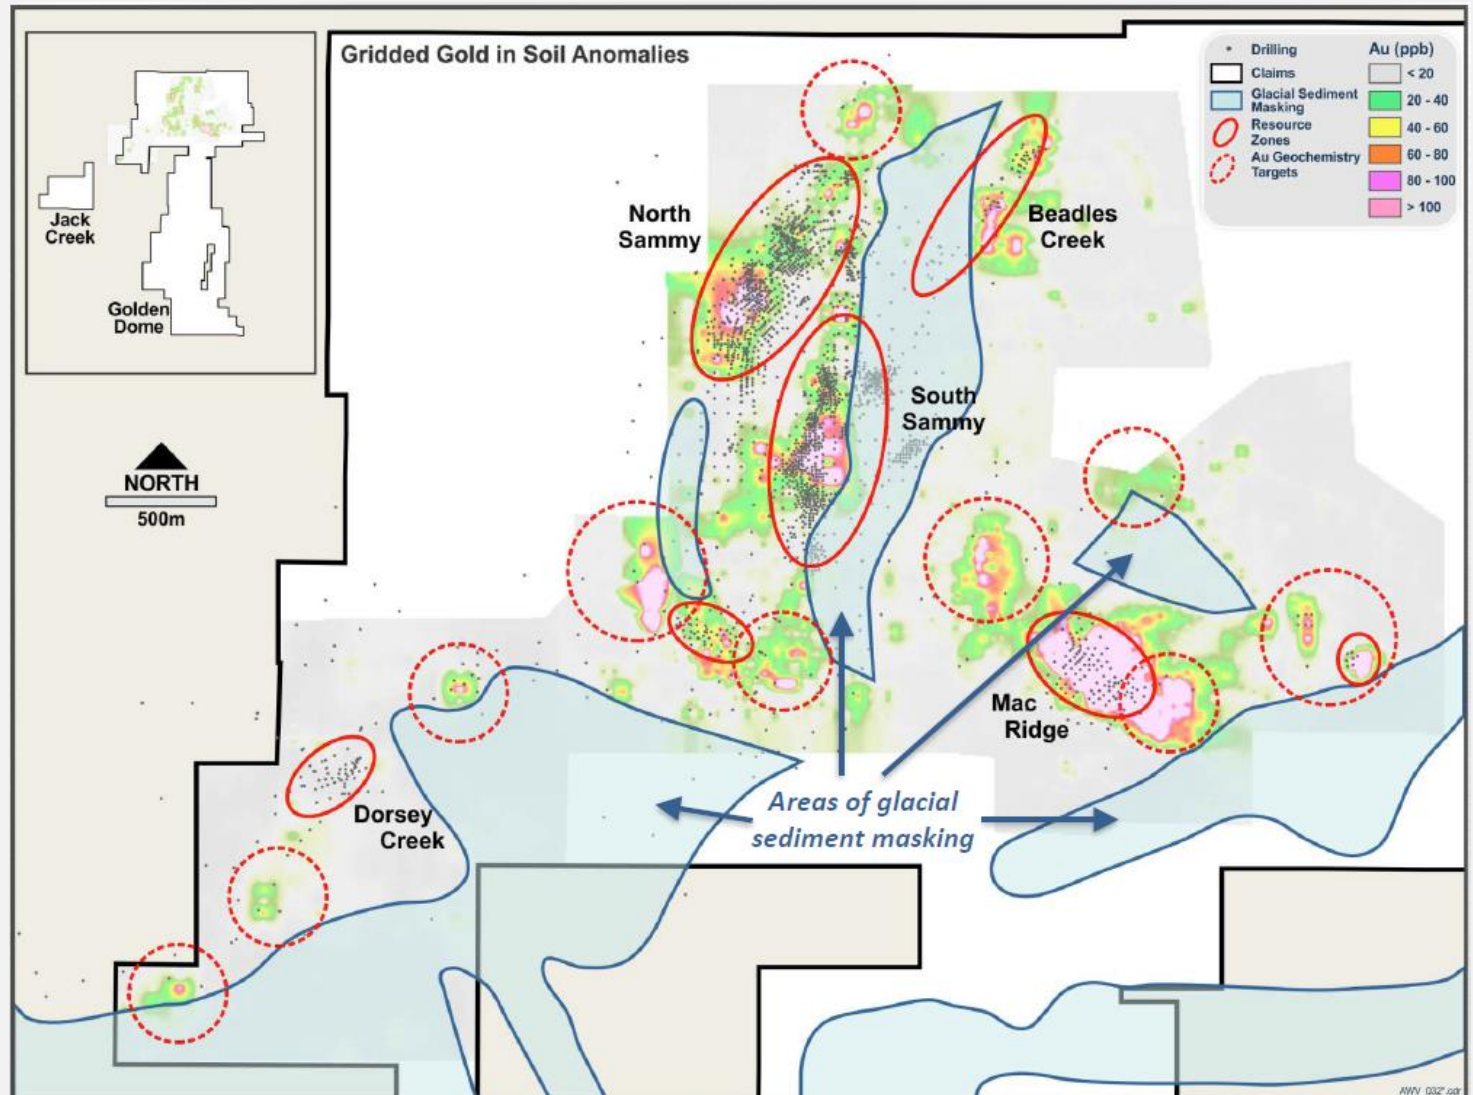 Gridded Gold in Soil Anomalies
Jack
Creek
Golden
Dome
NORTH
500m
Drilling
Claims
Glacial Sediment
Masking
Resource
Zones
Au Geochemistry
Targets
Au (ppb)
< 20
20 - 40
40 - 60
60 - 80
80 - 100
> 100
North
Sammy
Beadles
Creek
South
Sammy
Mac
Ridge
Dorsey
Creek
Areas of glacial
sediment masking